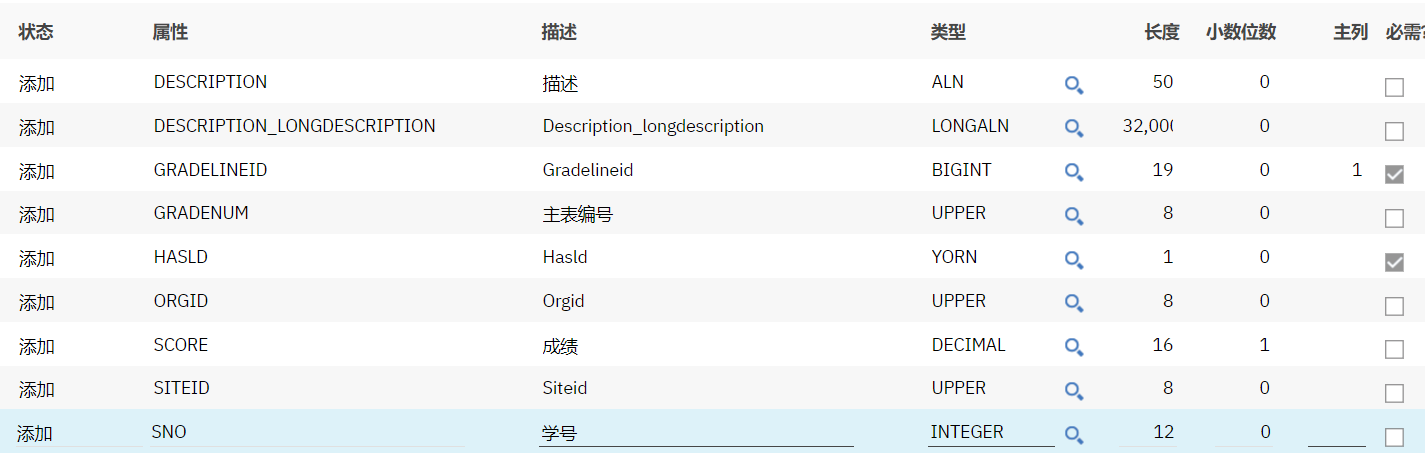 状态 属性 描述 类型 长度 小数位数 主列 必需?
添加 DESCRIPTION 描述 ALN 50 0
添加 DESCRIPTION_LONGDESCRIPTION Description_longdescription LONGALN 32,000 0
添加 GRADELINEID Gradelineid BIGINT 19 0 1
添加 GRADENUM 主表编号 UPPER 8 0
添加 HASLD Hasld YORN 1 0
添加 ORGID Orgid UPPER 8 0
添加 SCORE 成绩 DECIMAL 16 1
添加 SITEID Siteid UPPER 8 0
添加 SNO 学号 INTEGER 12 0